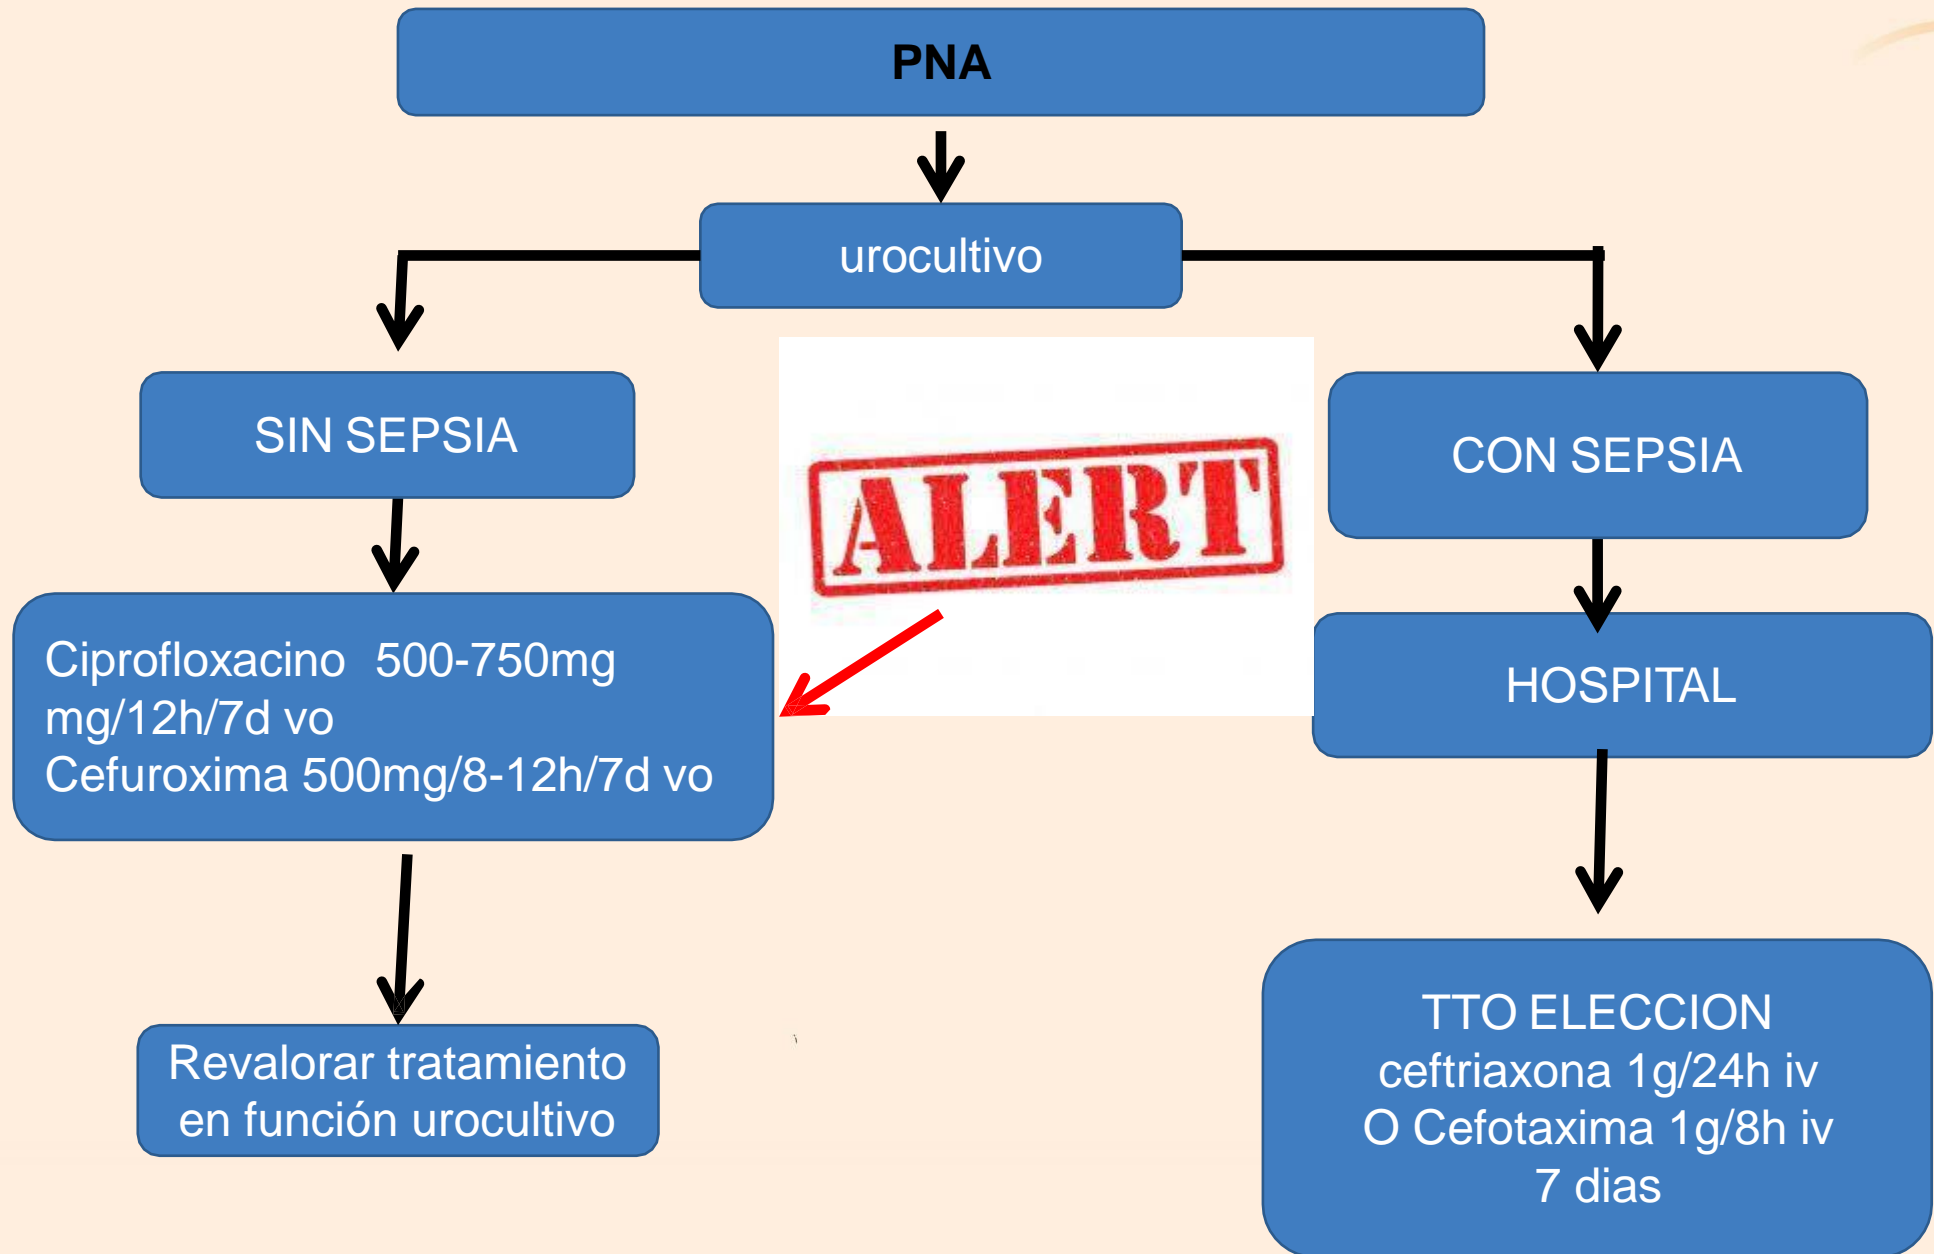 PNA
urocultivo
SIN SEPSIA
CON SEPSIA
ALERT
Ciprofloxacino 500-750mg
mg/12h/7d vo
Cefuroxima 500mg/8-12h/7d vo
HOSPITAL
Revalorar tratamiento
en función urocultivo
TTO ELECCION
ceftriaxona 1g/24h iv
O Cefotaxima 1g/8h iv
7 dias